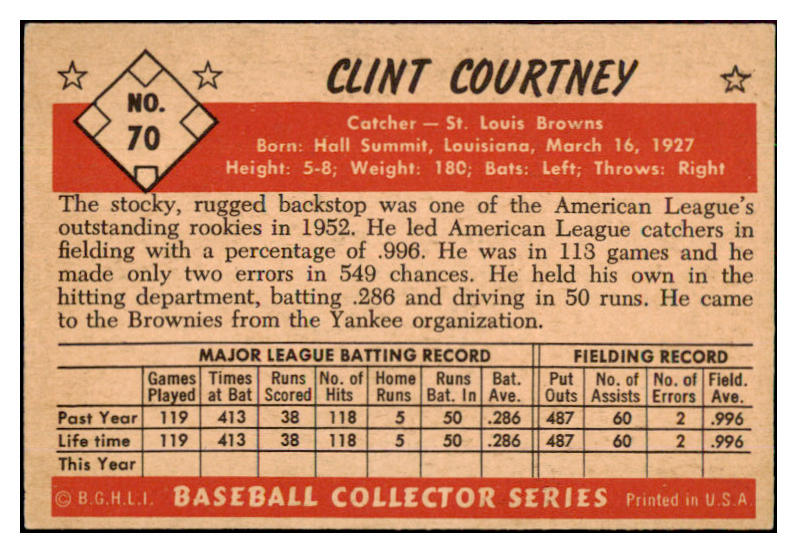 NO.
70
CLINT COURTNEY
Catcher — St. Louis Browns
Born: Hall Summit, Louisiana, March 16, 1927
Height: 5-8; Weight: 180; Bats: Left; Throws: Right
The stocky, rugged backstop was one of the American League's
outstanding rookies in 1952. He led American League catchers in
fielding with a percentage of .996. He was in 113 games and he
made only two errors in 549 chances. He held his own in the
hitting department, batting .286 and driving in 50 runs. He came
to the Brownies from the Yankee organization.
MAJOR LEAGUE BATTING RECORD FIELDING RECORD
Games Times Runs No. of Home Runs Bat. Put No. of No. of Field.
Played at Bat Scored Hits Runs Bat. In Ave. Outs Assists Errors Ave.
Past Year 119 413 38 118 5 50 .286 487 60 2 .996
Life time 119 413 38 118 5 50 .286 487 60 2 .996
This Year
© B.G.H.L.I. BASEBALL COLLECTOR SERIES Printed in U.S.A.